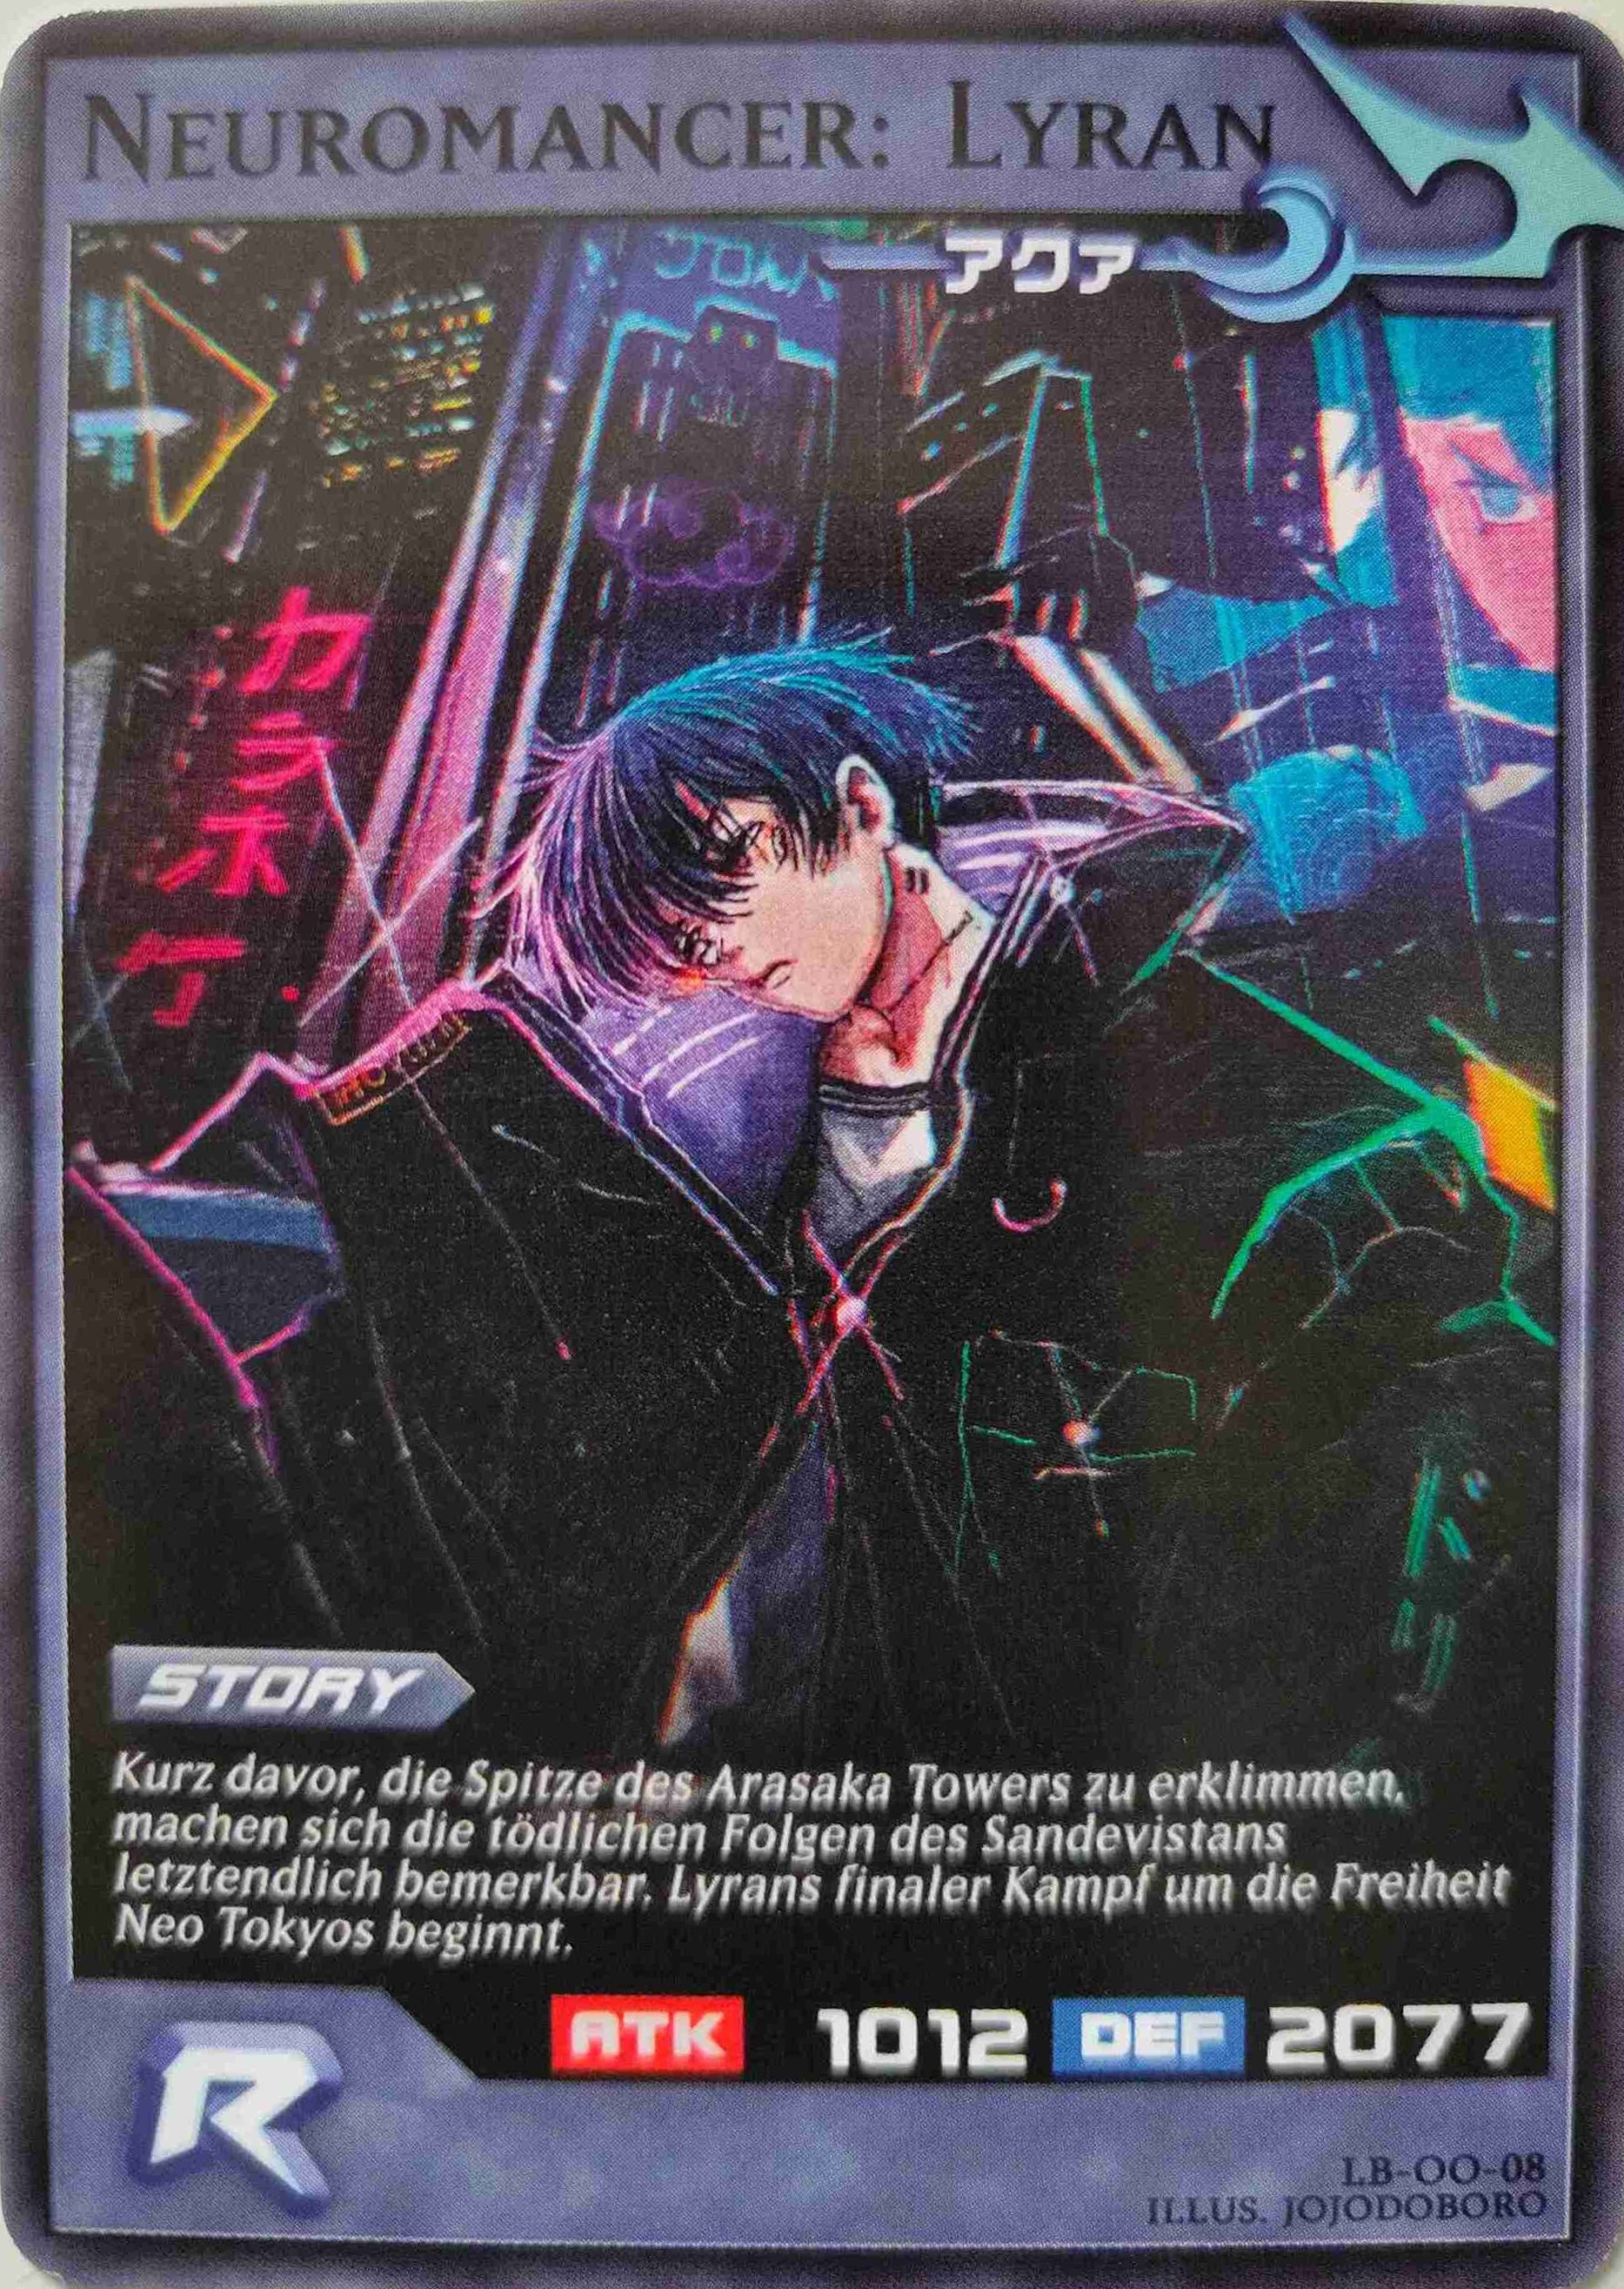 NEUROMANCER: LYRAN
アクア
カラオケ
STORY
Kurz davor, die Spitze des Arasaka Towers zu erklimmen,
machen sich die tödlichen Folgen des Sandevistans
letztendlich bemerkbar. Lyrans finaler Kampf um die Freiheit
Neo Tokyos beginnt.
ATK 1012 DEF 2077
R
LB-OO-08
ILLUS. JOJODOBORO